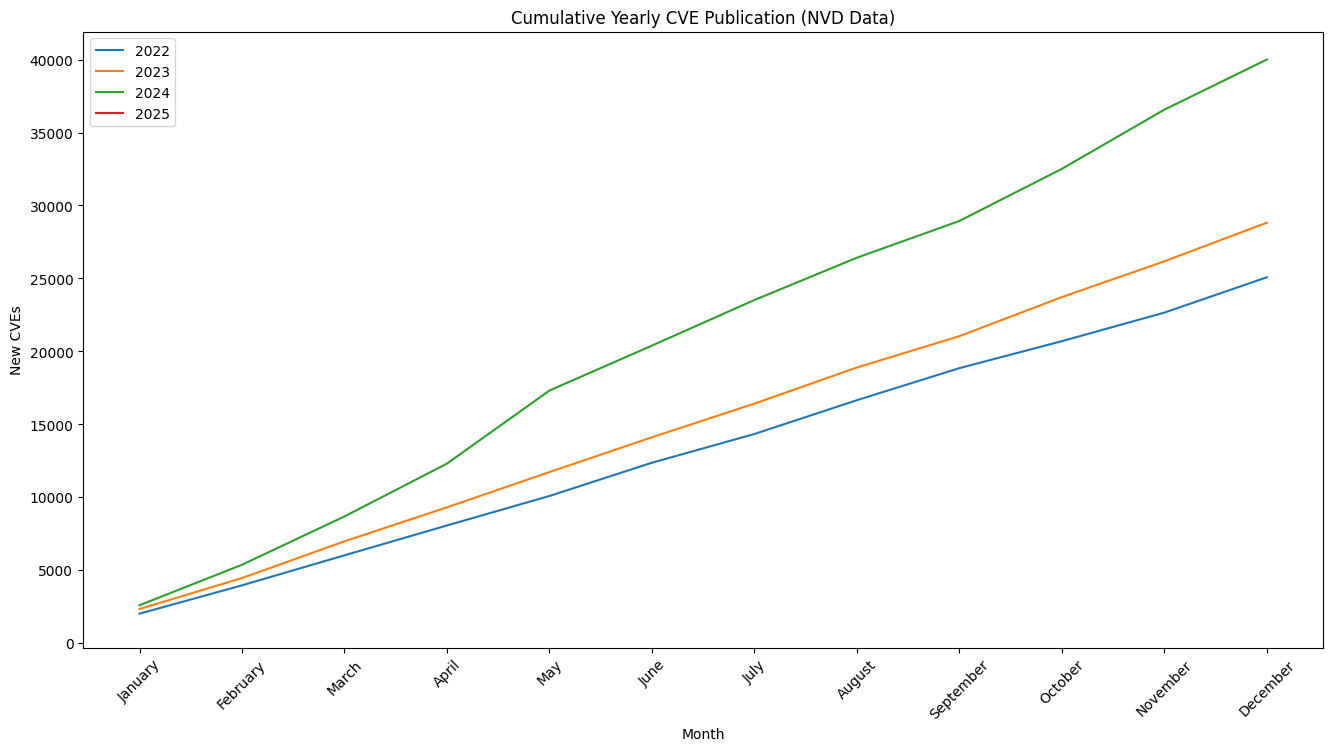 Cumulative Yearly CVE Publication (NVD Data)
2022
2023
2024
2025
40000
35000
30000
25000
20000
15000
10000
5000
0
New CVEs
January
February
March
April
May
June
July
August
September
October
November
December
Month